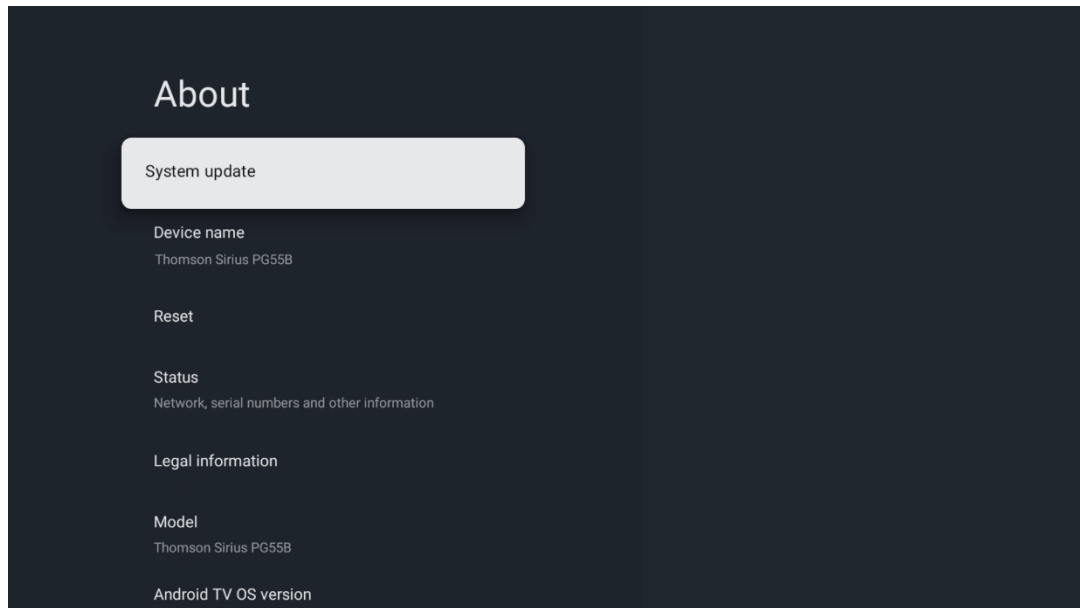 About
System update
Device name
Thomson Sirius PG55B
Reset
Status
Network, serial numbers and other information
Legal information
Model
Thomson Sirius PG55B
Android TV OS version